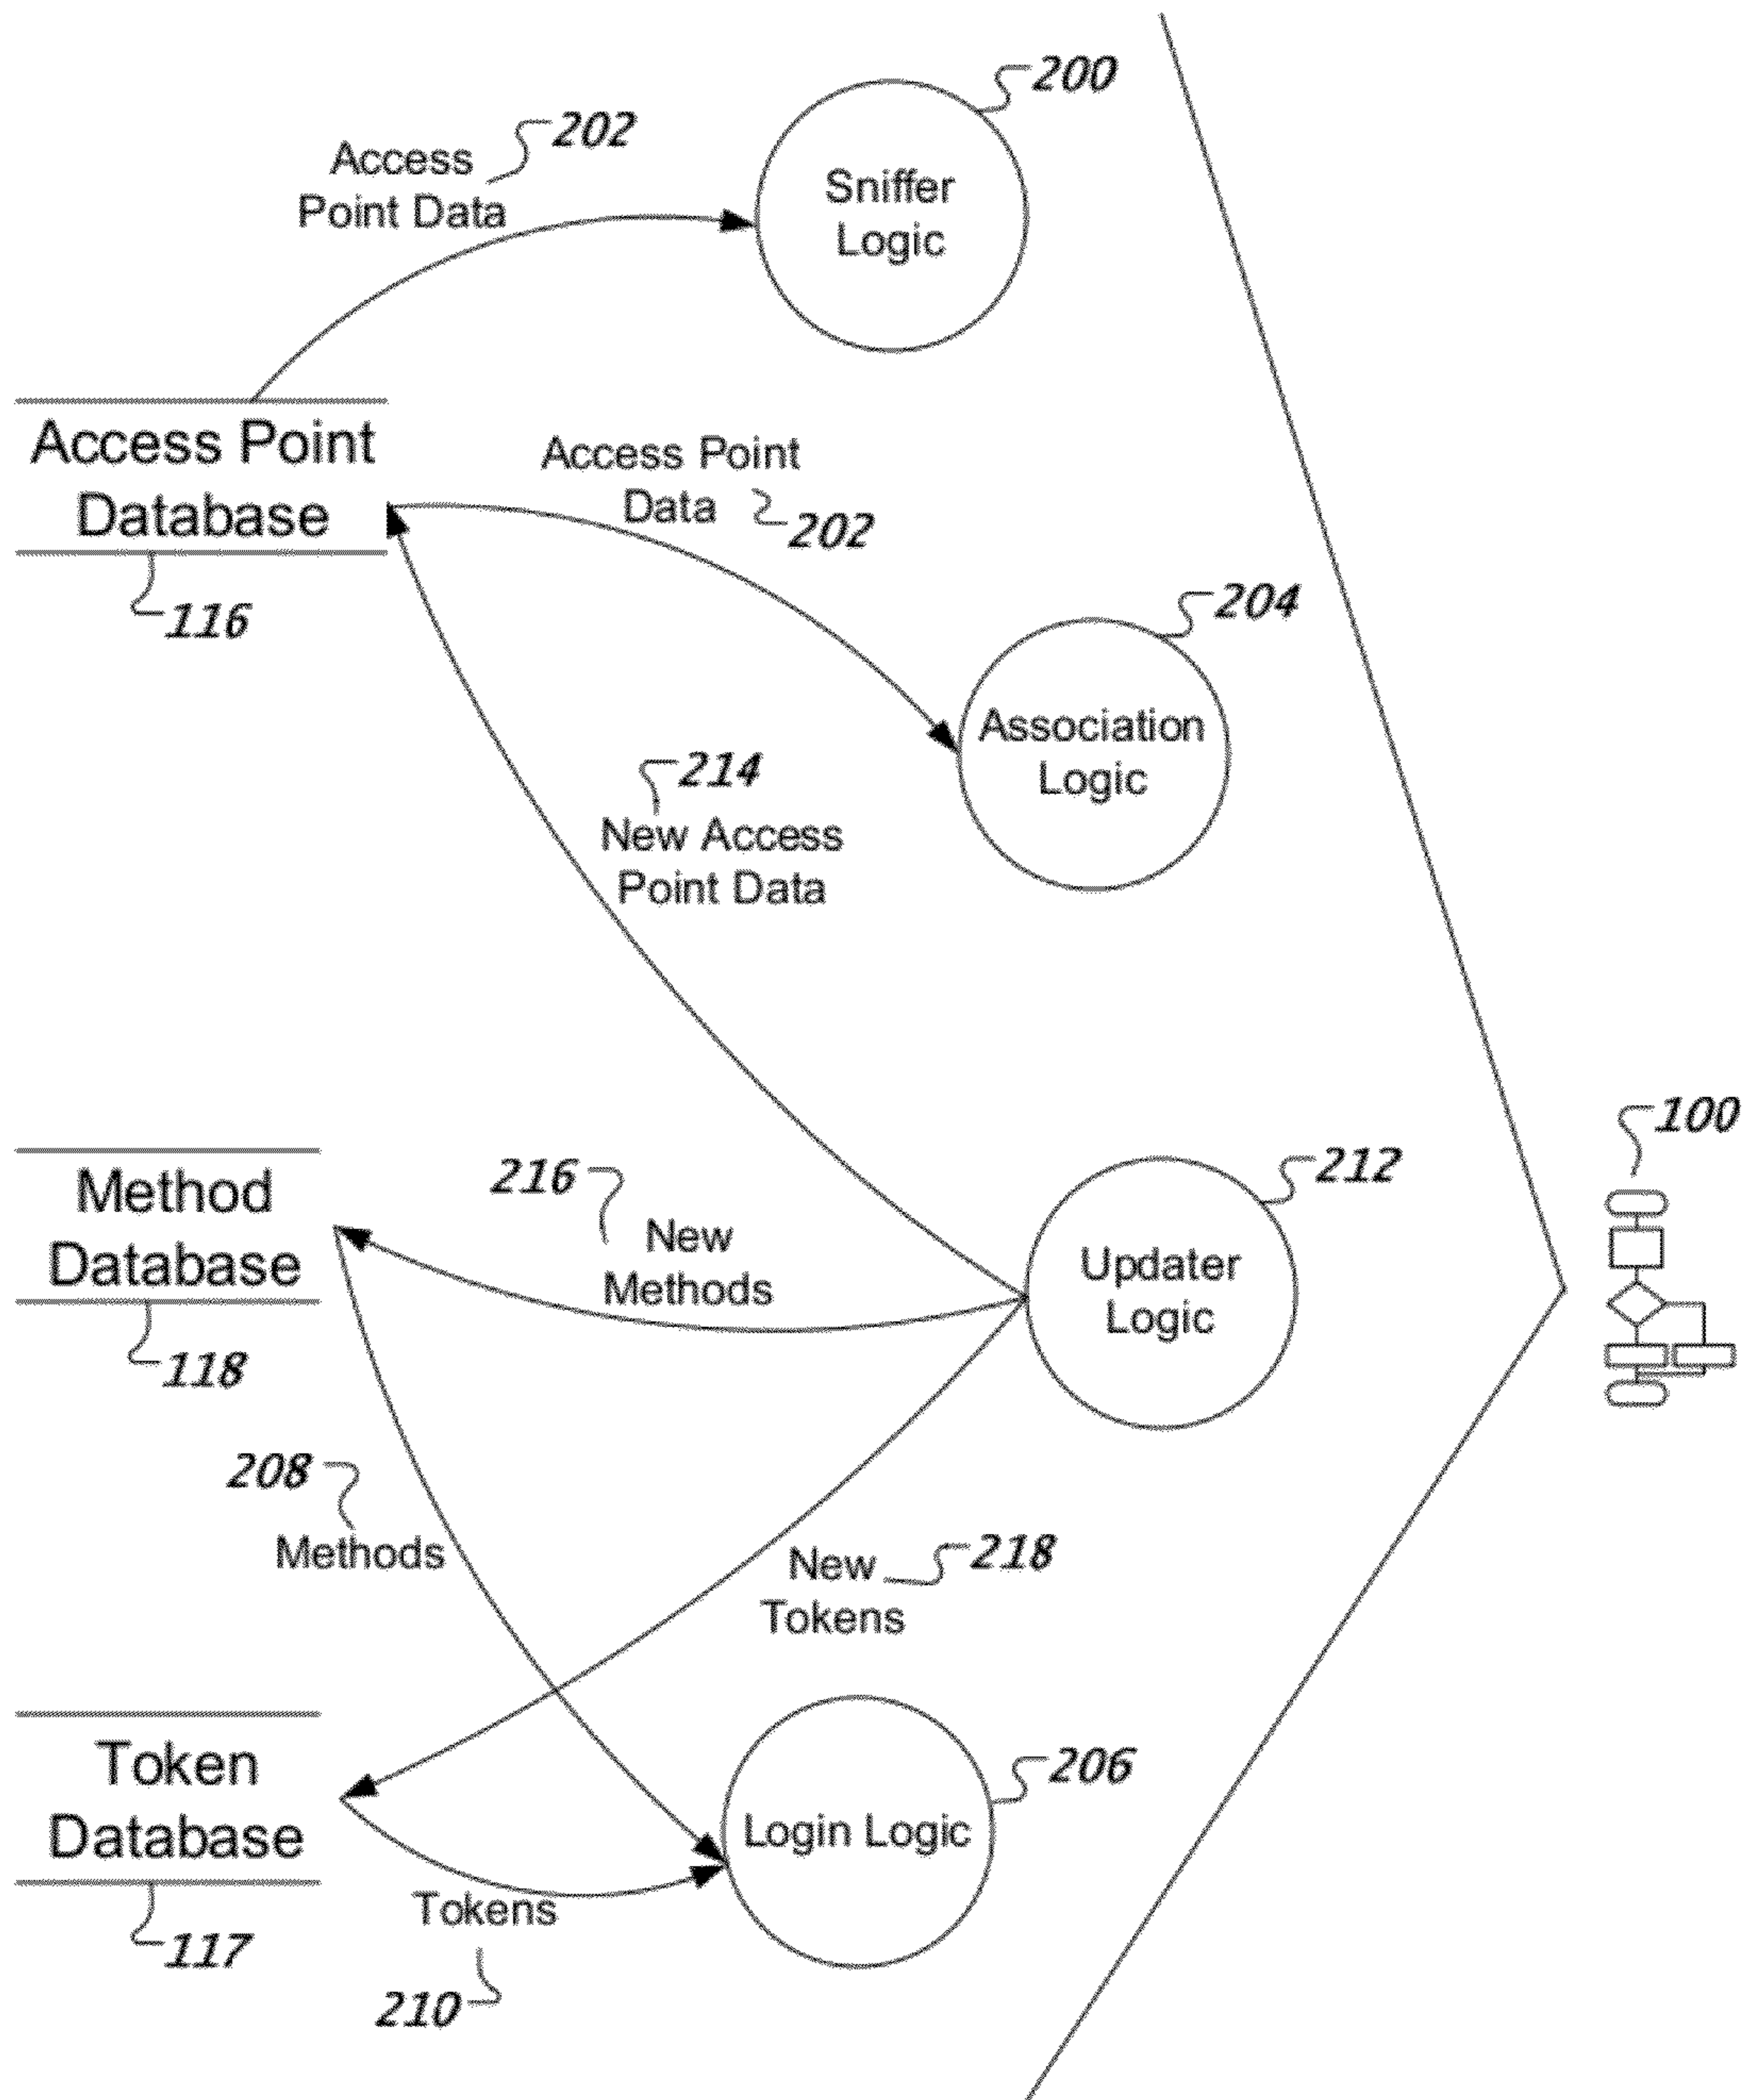 200
202
Access
Point Data
Sniffer
Logic
Access Point
Database
116
Access Point
Data
202
204
Association
Logic
214
New Access
Point Data
100
212
Updater
Logic
216
New
Methods
Method
Database
118
208
Methods
New
Tokens
218
Token
Database
117
206
Login Logic
Tokens
210